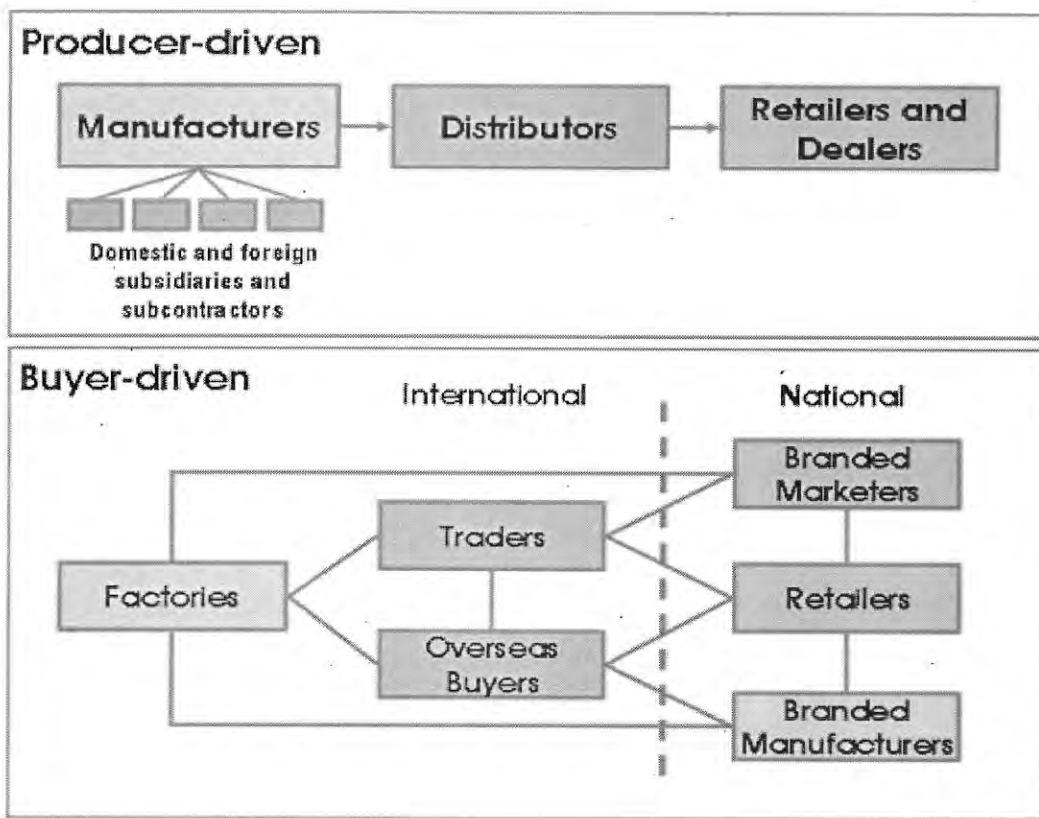 Producer-driven
Manufacturers
Distributors
Retailers and
Dealers
Domestic and foreign
subsidiaries and
subcontractors
Buyer-driven
International
National
Branded
Marketers
Traders
Factories
Retailers
Overseas
Buyers
Branded
Manufacturers